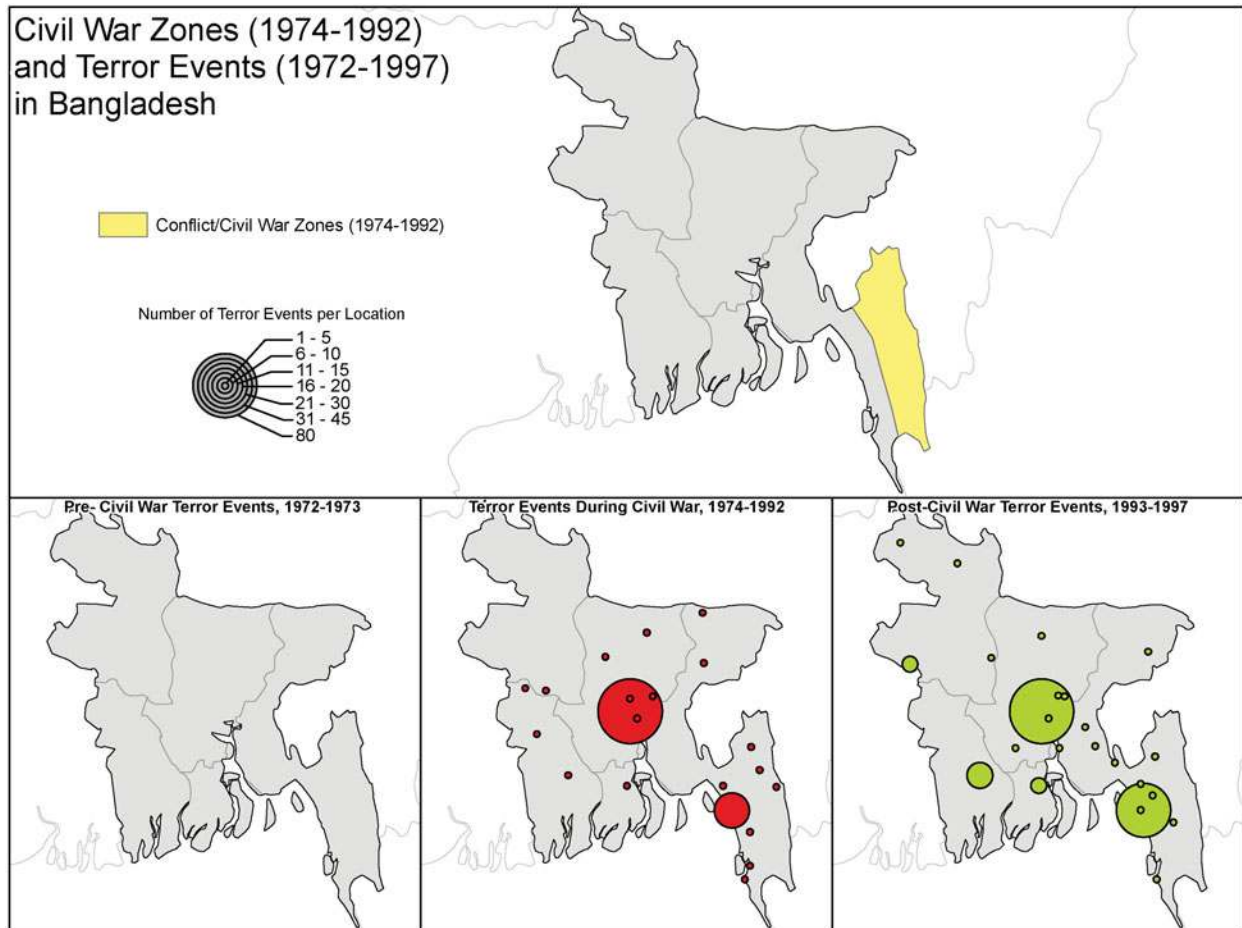 Civil War Zones (1974-1992)
and Terror Events (1972-1997)
in Bangladesh
Conflict/Civil War Zones (1974-1992)
Number of Terror Events per Location
1 - 5
6 - 10
11 - 15
16 - 20
21 - 30
31 - 45
80
Pre- Civil War Terror Events, 1972-1973
Terror Events During Civil War, 1974-1992
Post-Civil War Terror Events, 1993-1997